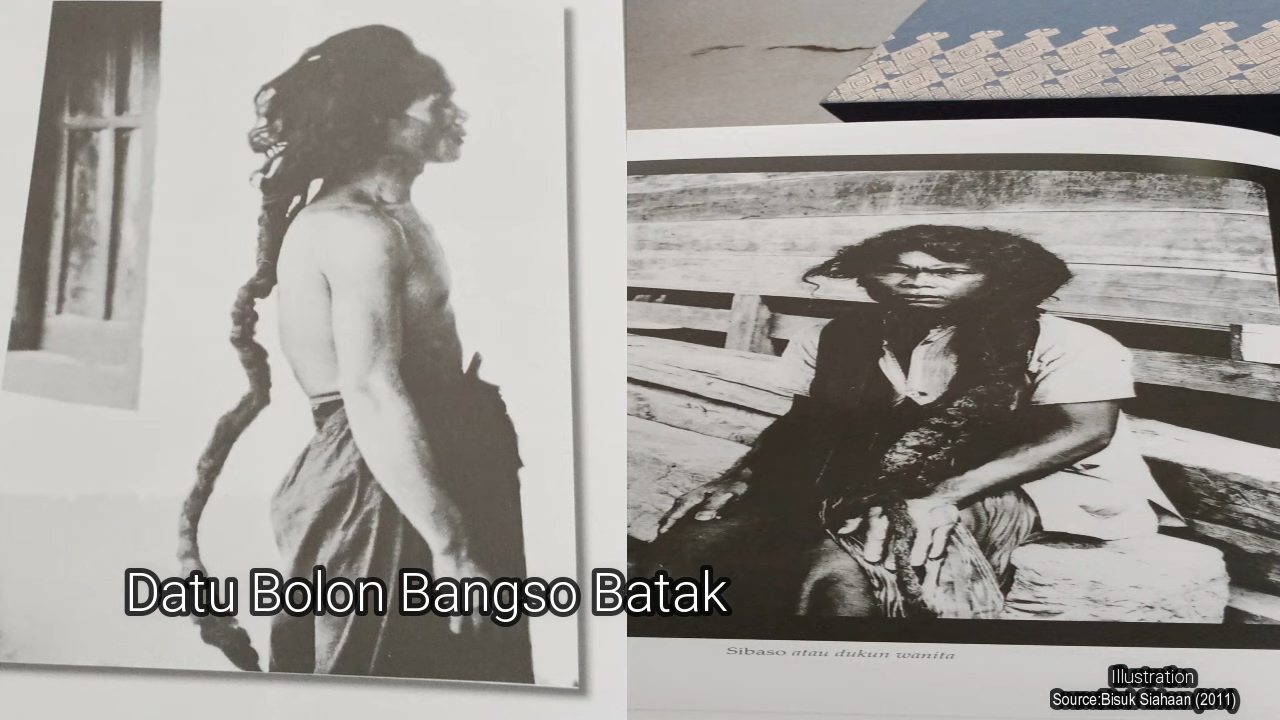 Datu Bolon Bangso Batak
Sibaso atau dukun wanita
Illustration
Source:Bisuk Siahaan (2011)